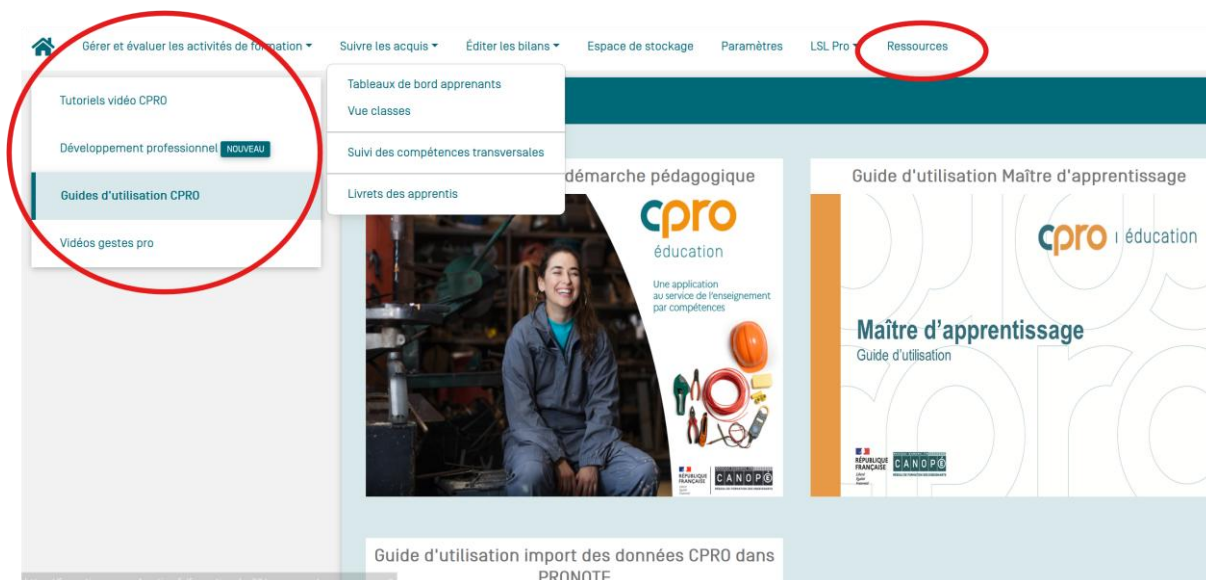 Gérer et évaluer les activités de formation
Suivre les acquis
Éditer les bilans
Espace de stockage
Paramètres
LSL Pro
Ressources
Tutoriels vidéo CPRO
Développement professionnel NOUVEAU
Guides d'utilisation CPRO
Vidéos gestes pro
Tableaux de bord apprenants
Vue classes
Suivi des compétences transversales
Livrets des apprentis
démarche pédagogique
cpro
éducation
Une application
au service de l'enseignement
par compétences
RÉPUBLIQUE
FRANÇAISE
CANOPÉ
Guide d'utilisation Maître d'apprentissage
cpro éducation
Maître d'apprentissage
Guide d'utilisation
RÉPUBLIQUE
FRANÇAISE
CANOPÉ
Guide d'utilisation import des données CPRO dans
PRONOTE